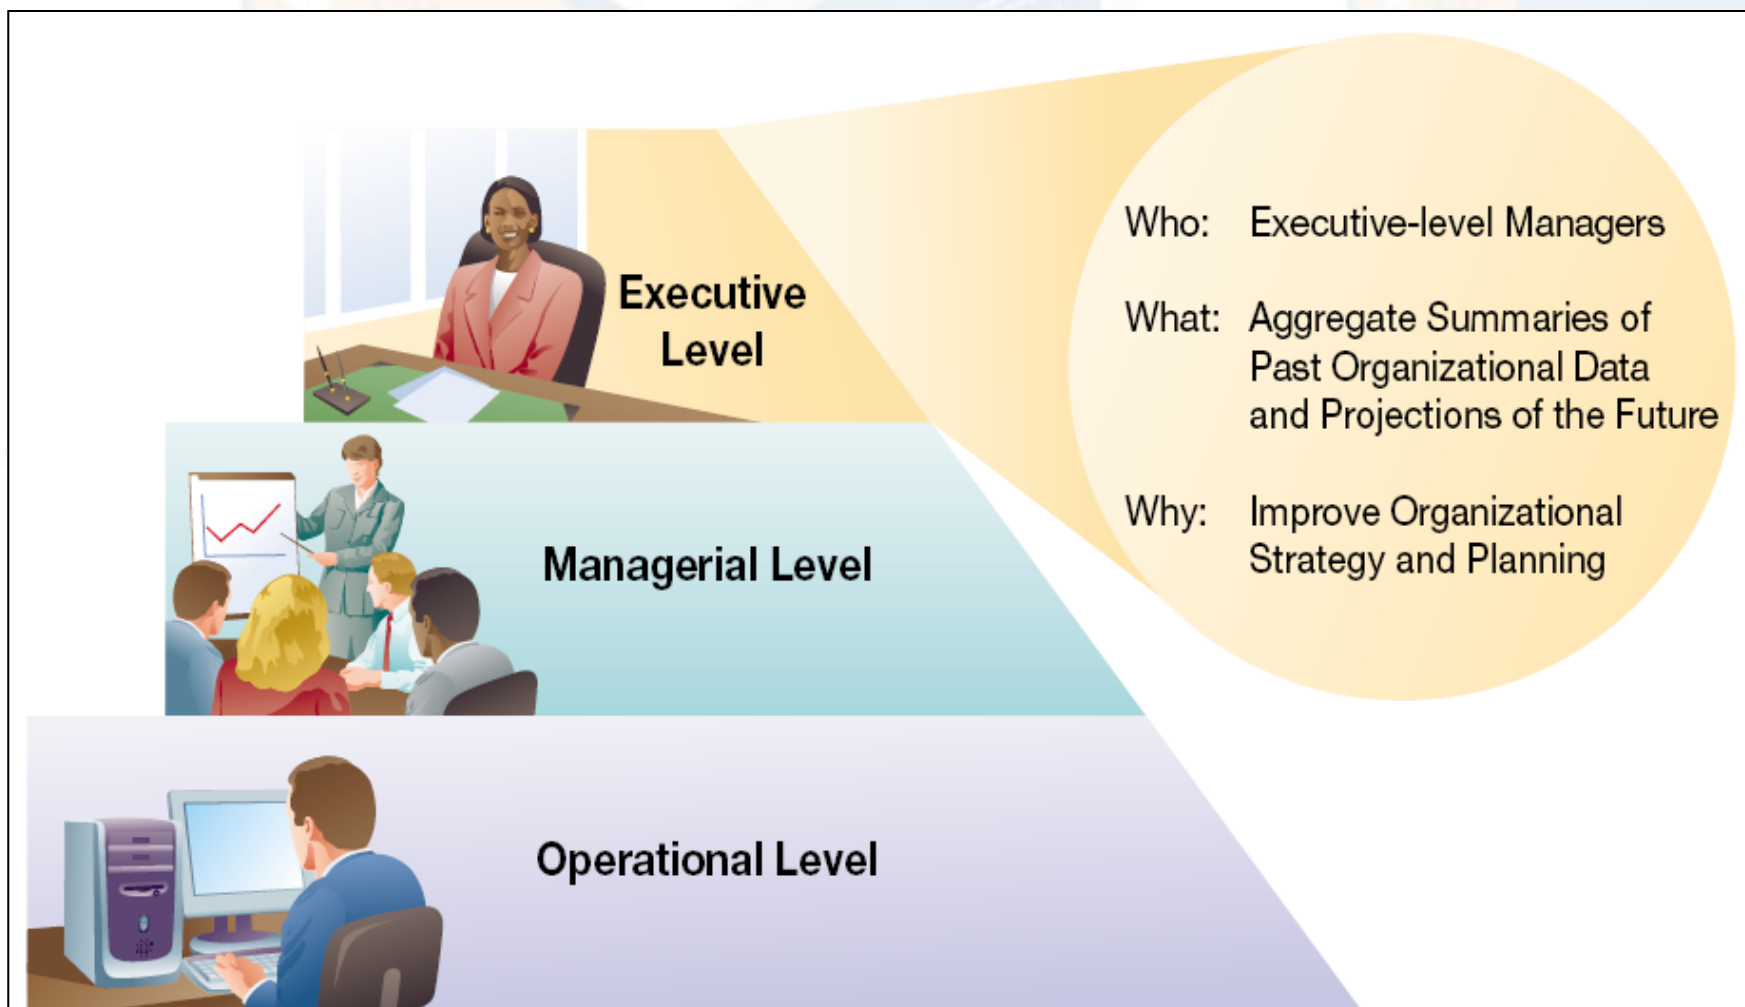 Executive
Level
Managerial Level
Operational Level
Who: Executive-level Managers
What: Aggregate Summaries of
Past Organizational Data
and Projections of the Future
Why: Improve Organizational
Strategy and Planning